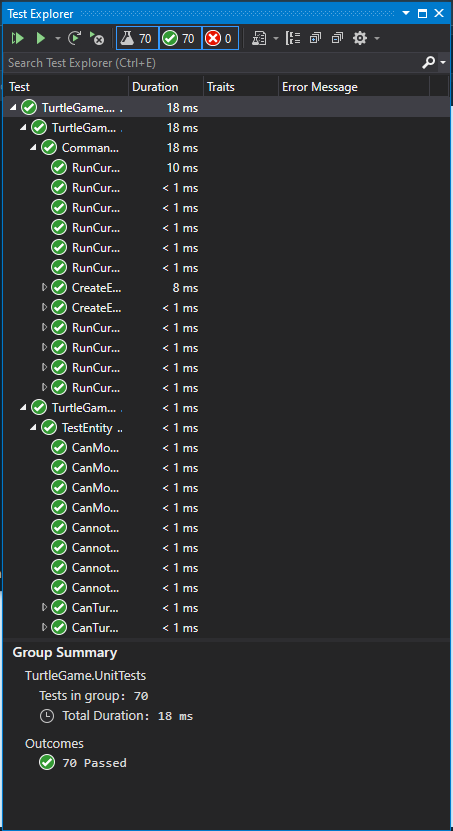 Test Explorer
70 70 0
Search Test Explorer (Ctrl+E)
Test Duration Traits Error Message
TurtleGame.... . 18 ms
TurtleGam... . 18 ms
Comman... 18 ms
RunCur... 10 ms
RunCur... < 1 ms
RunCur... < 1 ms
RunCur... < 1 ms
RunCur... < 1 ms
RunCur... < 1 ms
CreateE... 8 ms
CreateE... < 1 ms
RunCur... < 1 ms
RunCur... < 1 ms
RunCur... < 1 ms
RunCur... < 1 ms
TurtleGam... . < 1 ms
TestEntity .. < 1 ms
CanMo... < 1 ms
CanMo... < 1 ms
CanMo... < 1 ms
CanMo... < 1 ms
Cannot... < 1 ms
Cannot... < 1 ms
Cannot... < 1 ms
Cannot... < 1 ms
CanTur... < 1 ms
CanTur... < 1 ms
Group Summary
TurtleGame.UnitTests
Tests in group: 70
Total Duration: 18 ms
Outcomes
70 Passed